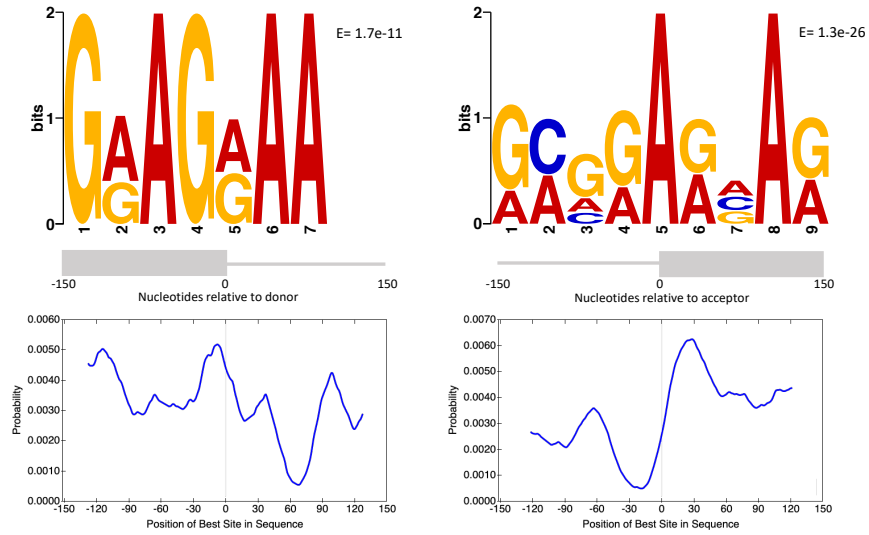 2
E= 1.7e-11
1
bits
0
GAAGAAA
GG
1 2 3 4 5 6 7
-150 0 150
Nucleotides relative to donor
0.0060
0.0050
0.0040
0.0030
0.0020
0.0010
0.0000
Probability
-150 -120 -90 -60 -30 0 30 60 90 120 150
Position of Best Site in Sequence
2
E= 1.3e-26
1
bits
0
GCGGAGAAG
AAAAACA
CG
1 2 3 4 5 6 7 8 9
-150 0 150
Nucleotides relative to acceptor
0.0070
0.0060
0.0050
0.0040
0.0030
0.0020
0.0010
0.0000
Probability
-150 -120 -90 -60 -30 0 30 60 90 120 150
Position of Best Site in Sequence